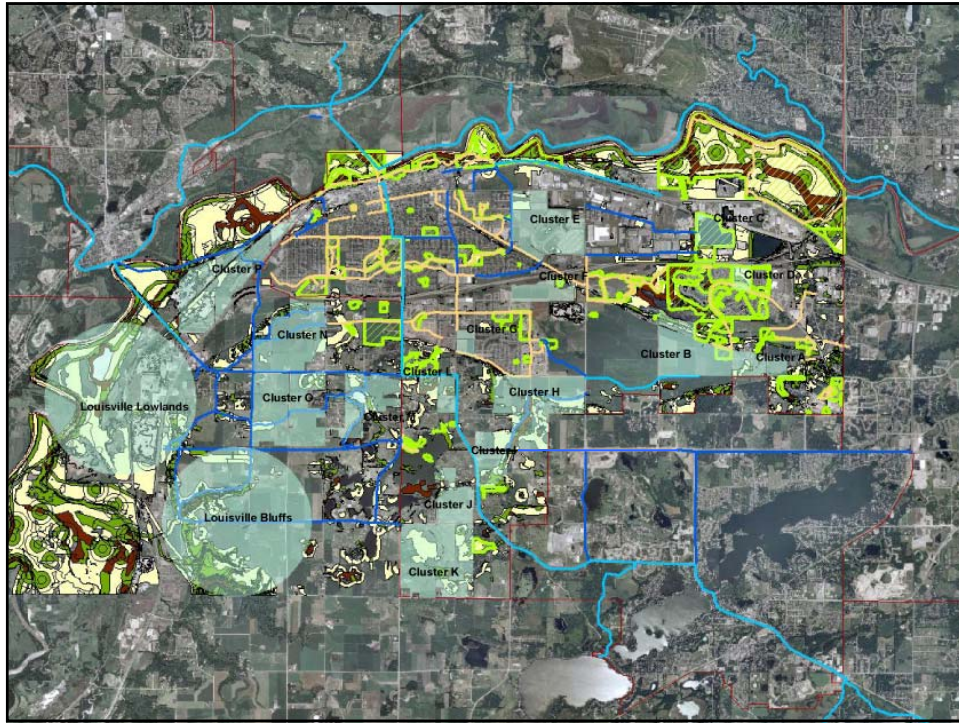 Cluster E
Cluster C
Cluster P
Cluster F
Cluster D
Cluster N
Cluster G
Cluster B
Cluster A
Cluster L
Cluster H
Cluster O
Louisville Lowlands
Cluster
Cluster J
Louisville Bluffs
Cluster K